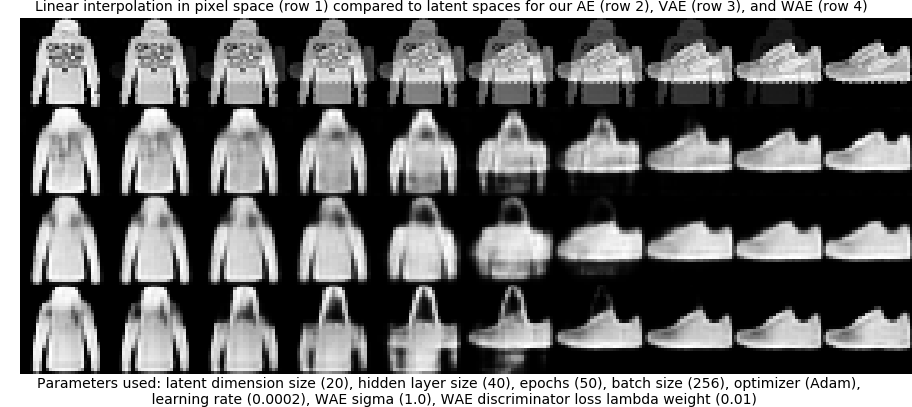 Linear interpolation in pixel space (row 1) compared to latent spaces for our AE (row 2), VAE (row 3), and WAE (row 4)
Parameters used: latent dimension size (20), hidden layer size (40), epochs (50), batch size (256), optimizer (Adam),
learning rate (0.0002), WAE sigma (1.0), WAE discriminator loss lambda weight (0.01)